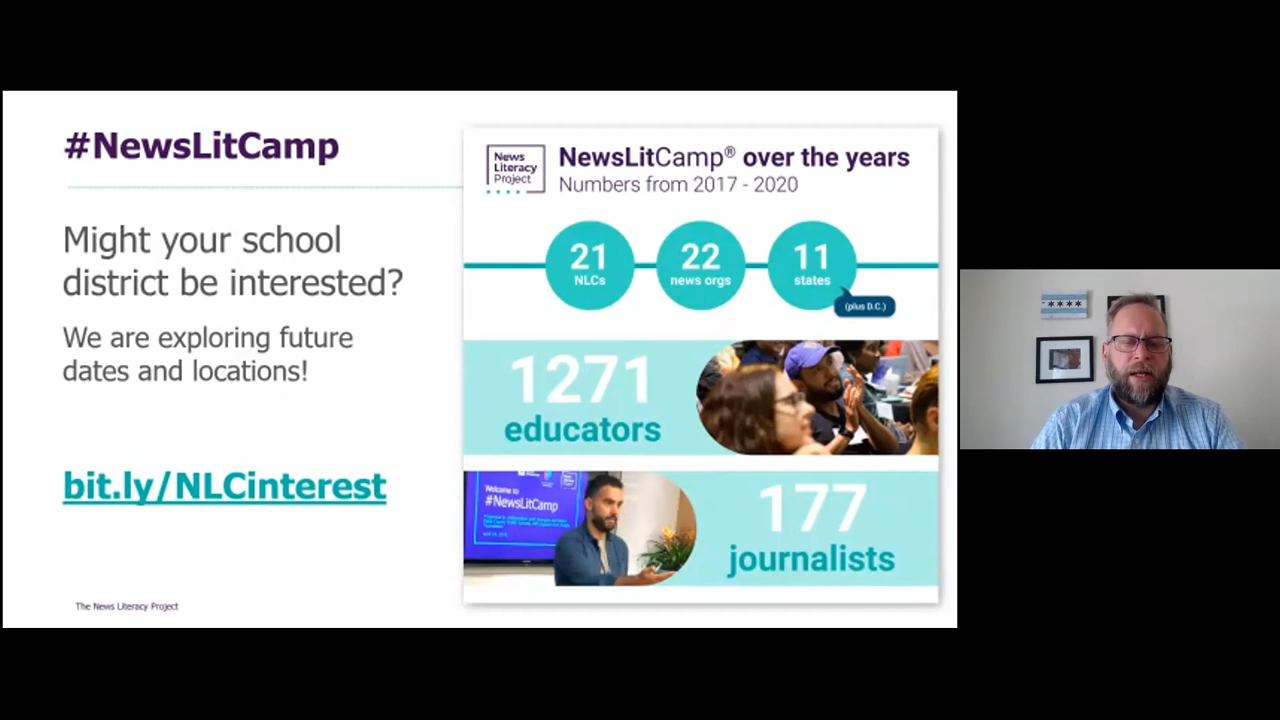 #NewsLitCamp
Might your school
district be interested?
We are exploring future
dates and locations!
bit.ly/NLCinterest
The News Literacy Project
News
Literacy
Project
NewsLitCamp® over the years
Numbers from 2017 - 2020
21
NLCs
22
news orgs
11
states
(plus D.C.)
1271
educators
Welcome to
#NewsLitCamp
177
journalists